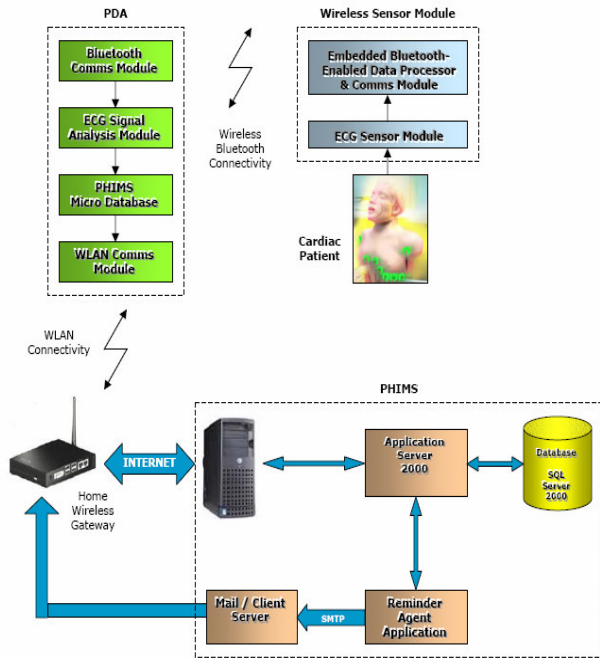 PDA
Bluetooth
Comms Module
ECG Signal
Analysis Module
PHIMS
Micro Database
WLAN Comms
Module
Wireless
Bluetooth
Connectivity
Wireless Sensor Module
Embedded Bluetooth-
Enabled Data Processor
& Comms Module
ECG Sensor Module
Cardiac
Patient
WLAN
Connectivity
Home
Wireless
Gateway
INTERNET
PHIMS
Application
Server
2000
Database
SQL
Server
2000
Mail / Client
Server
SMTP
Reminder
Agent
Application